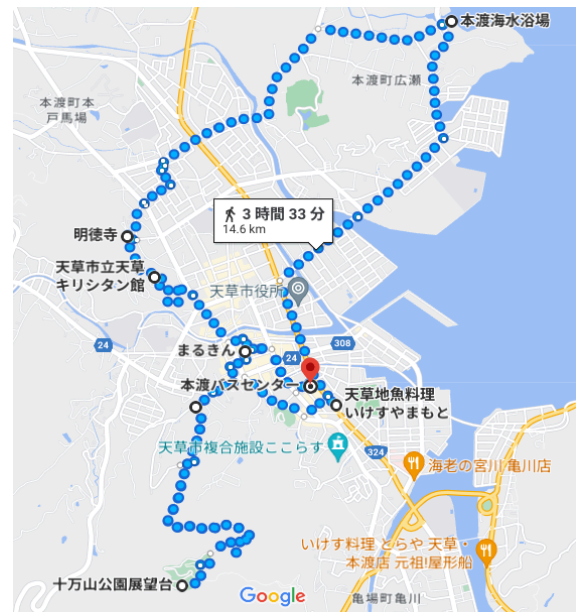 本渡海水浴場
本渡町広瀬
本渡町本
戸馬場
3 時間 33 分
14.6 km
明徳寺
天草市立天草
キリシタン館
天草市役所
308
24
まるきん
24
本渡バスセンター
天草地魚料理
いけすやまもと
天草市複合施設ここらす
324
海老の宮川 亀川店
いけす料理 とらや 天草・
本渡店 元祖!屋形船
十万山公園展望台
Google
亀場町亀川